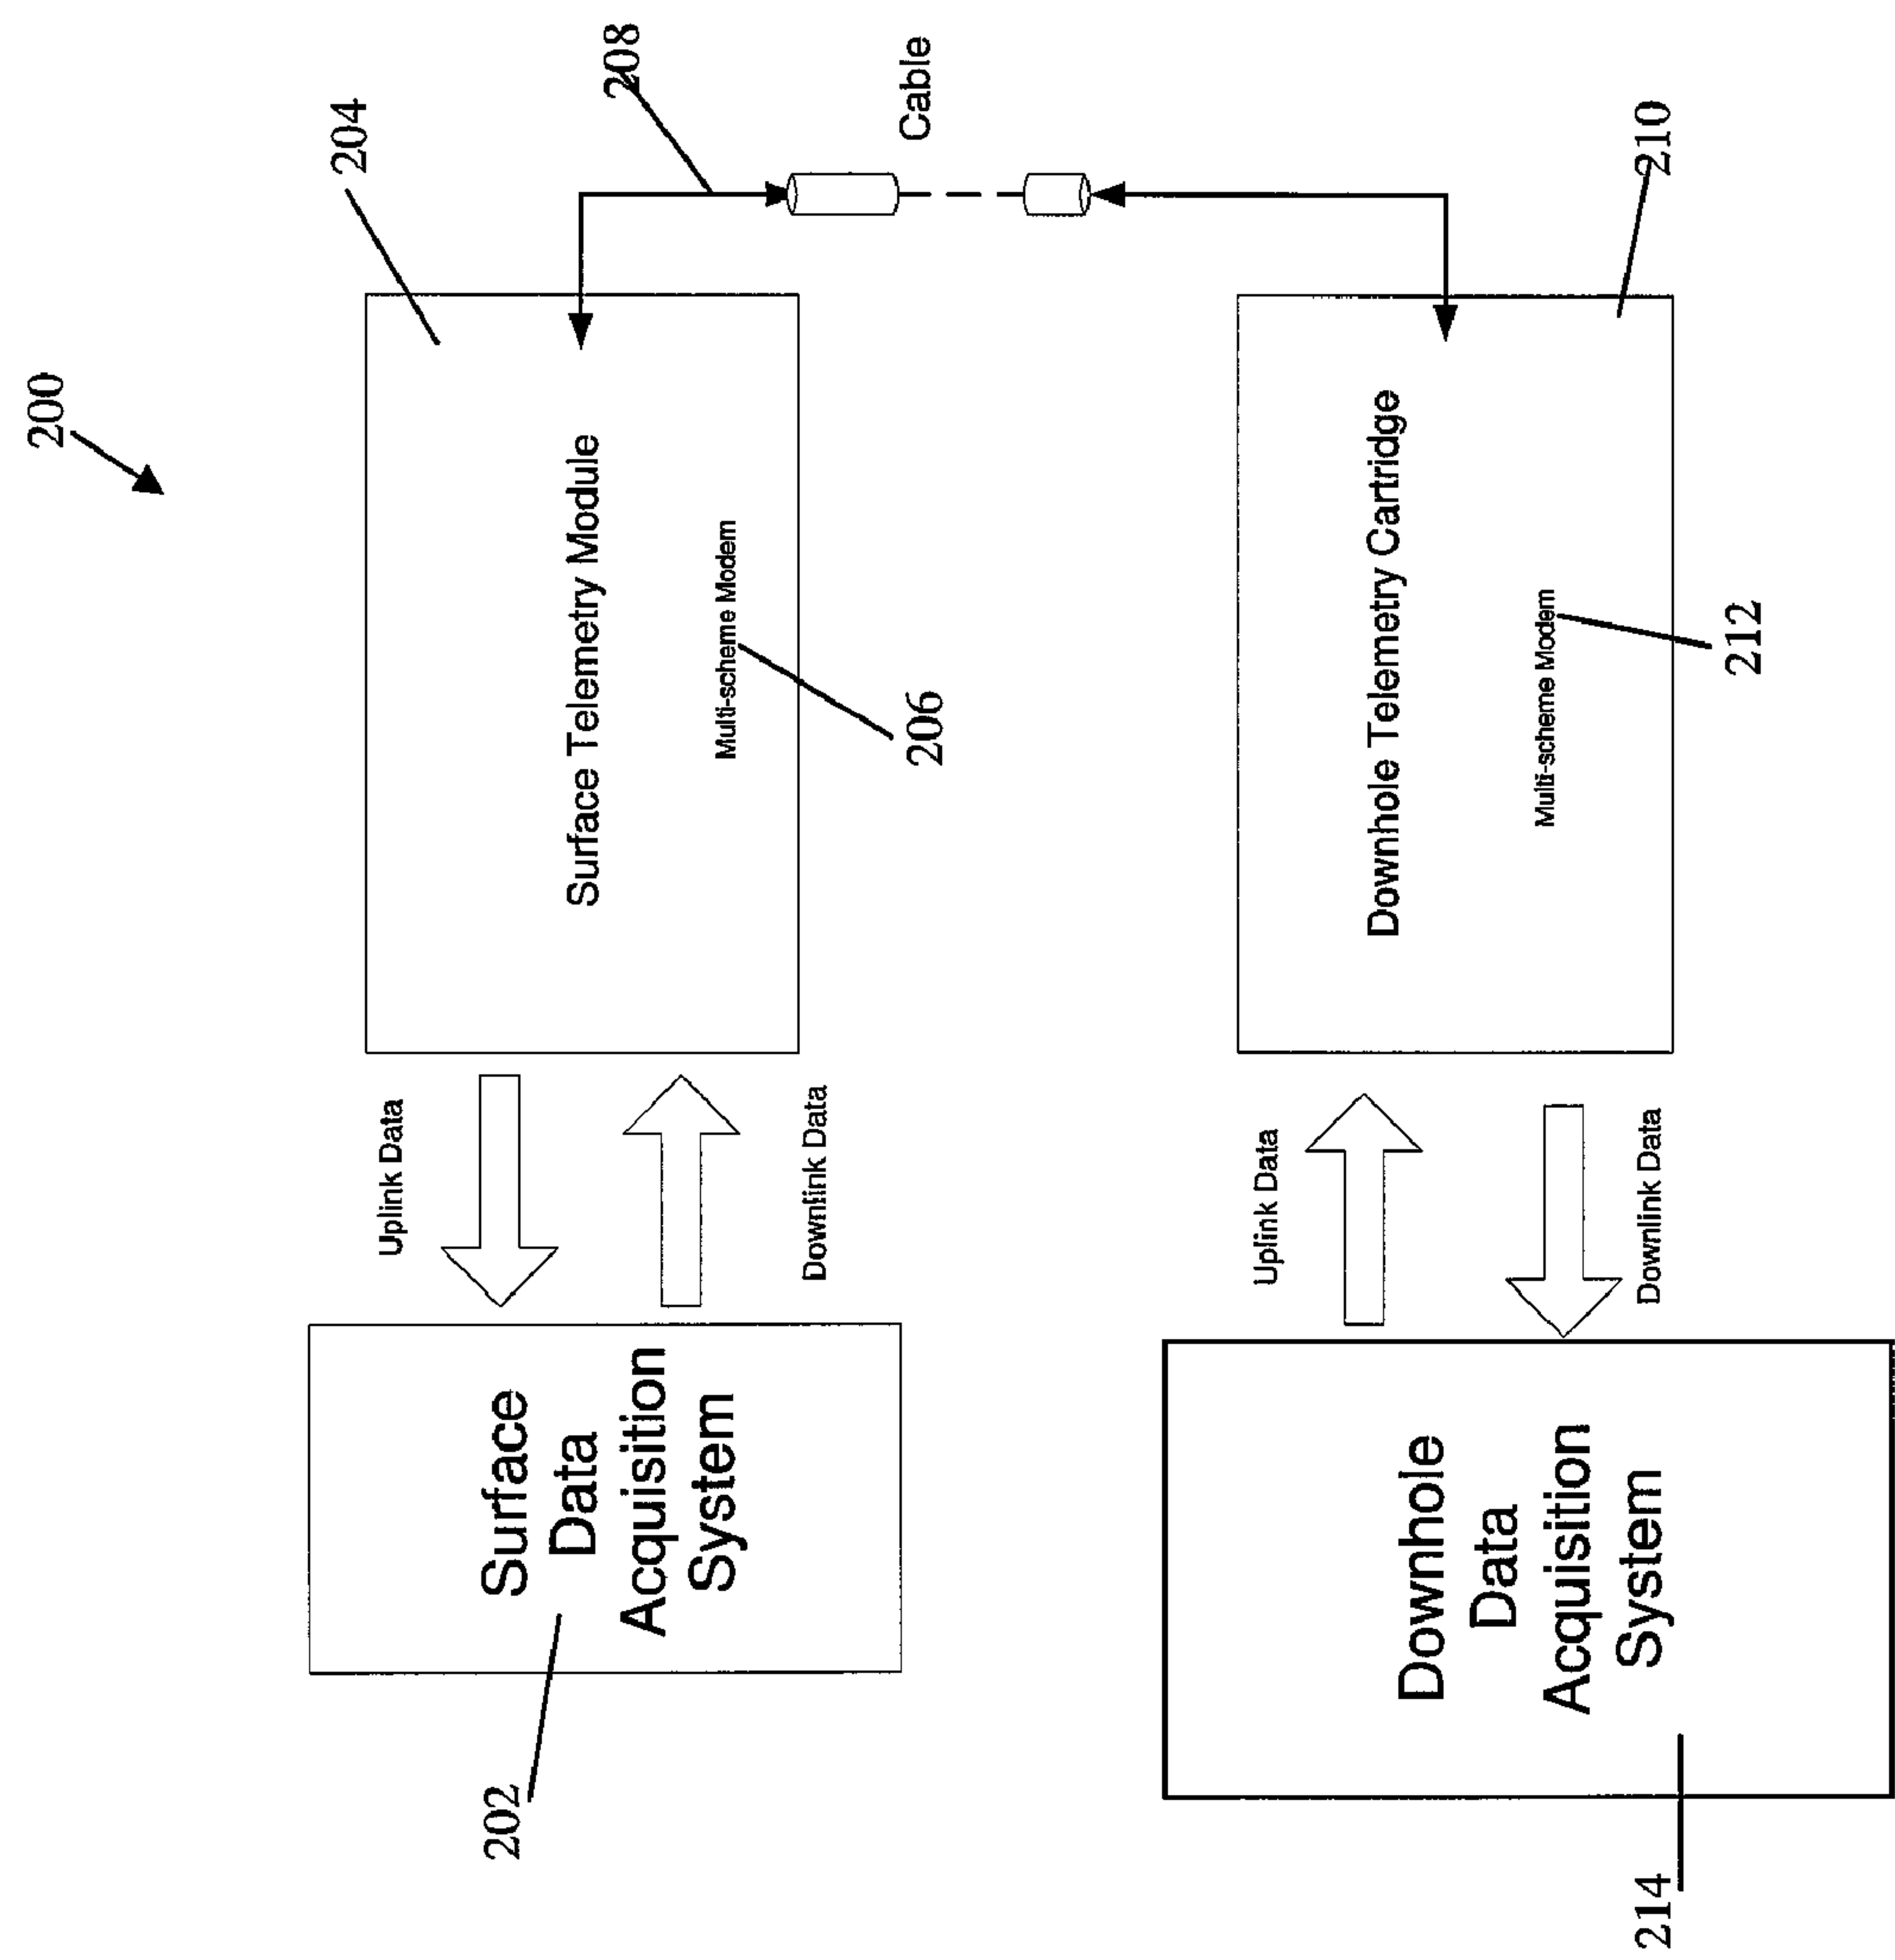 200
202
Surface
Data
Acquisition
System
Uplink Data
Downlink Data
204
Surface Telemetry Module
Multi-scheme Modem
206
208
Cable
214
Downhole
Data
Acquisition
System
Uplink Data
Downlink Data
Downhole Telemetry Cartridge
Multi-scheme Modem
212
210